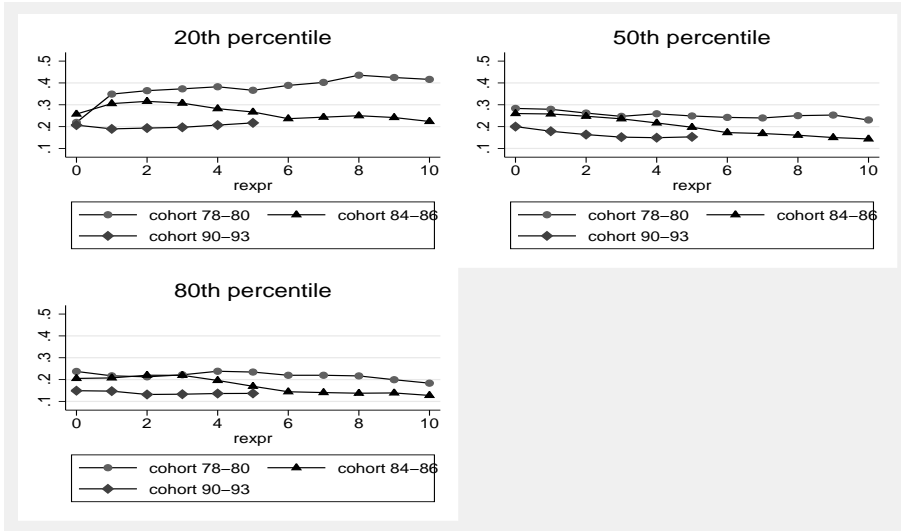 20th percentile
.5
.4
.3
.2
.1
0 2 4 6 8 10
rexpr
cohort 78–80 cohort 84–86
cohort 90–93
50th percentile
.5
.4
.3
.2
.1
0 2 4 6 8 10
rexpr
cohort 78–80 cohort 84–86
cohort 90–93
80th percentile
.5
.4
.3
.2
.1
0 2 4 6 8 10
rexpr
cohort 78–80 cohort 84–86
cohort 90–93